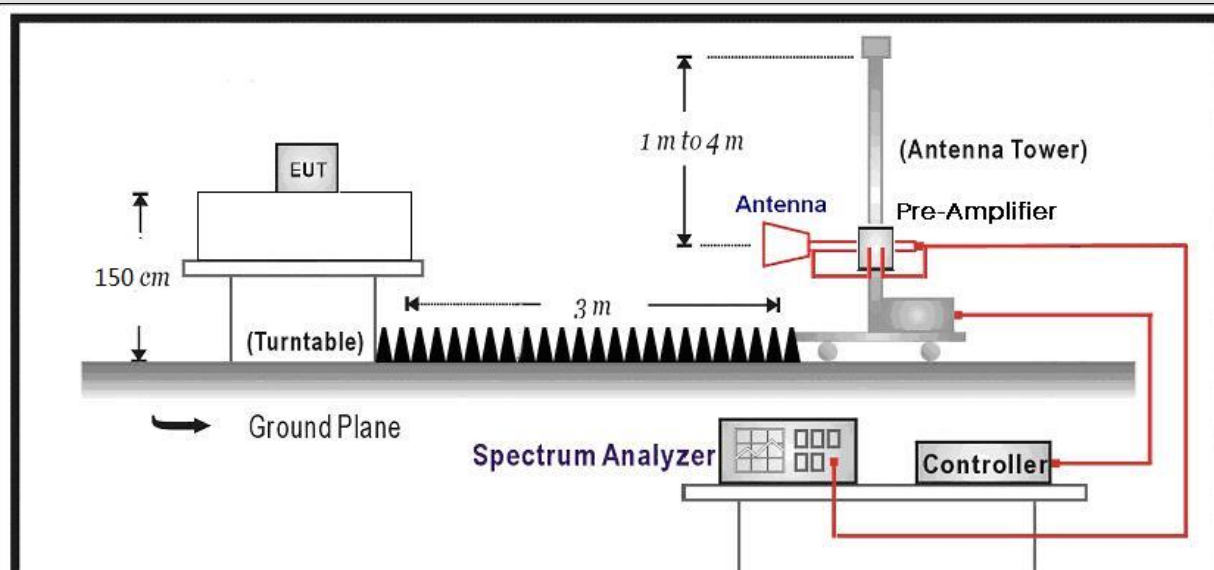 1 m to 4 m
(Antenna Tower)
EUT
Antenna
Pre-Amplifier
150 cm
3 m
(Turntable)
Ground Plane
Spectrum Analyzer
Controller